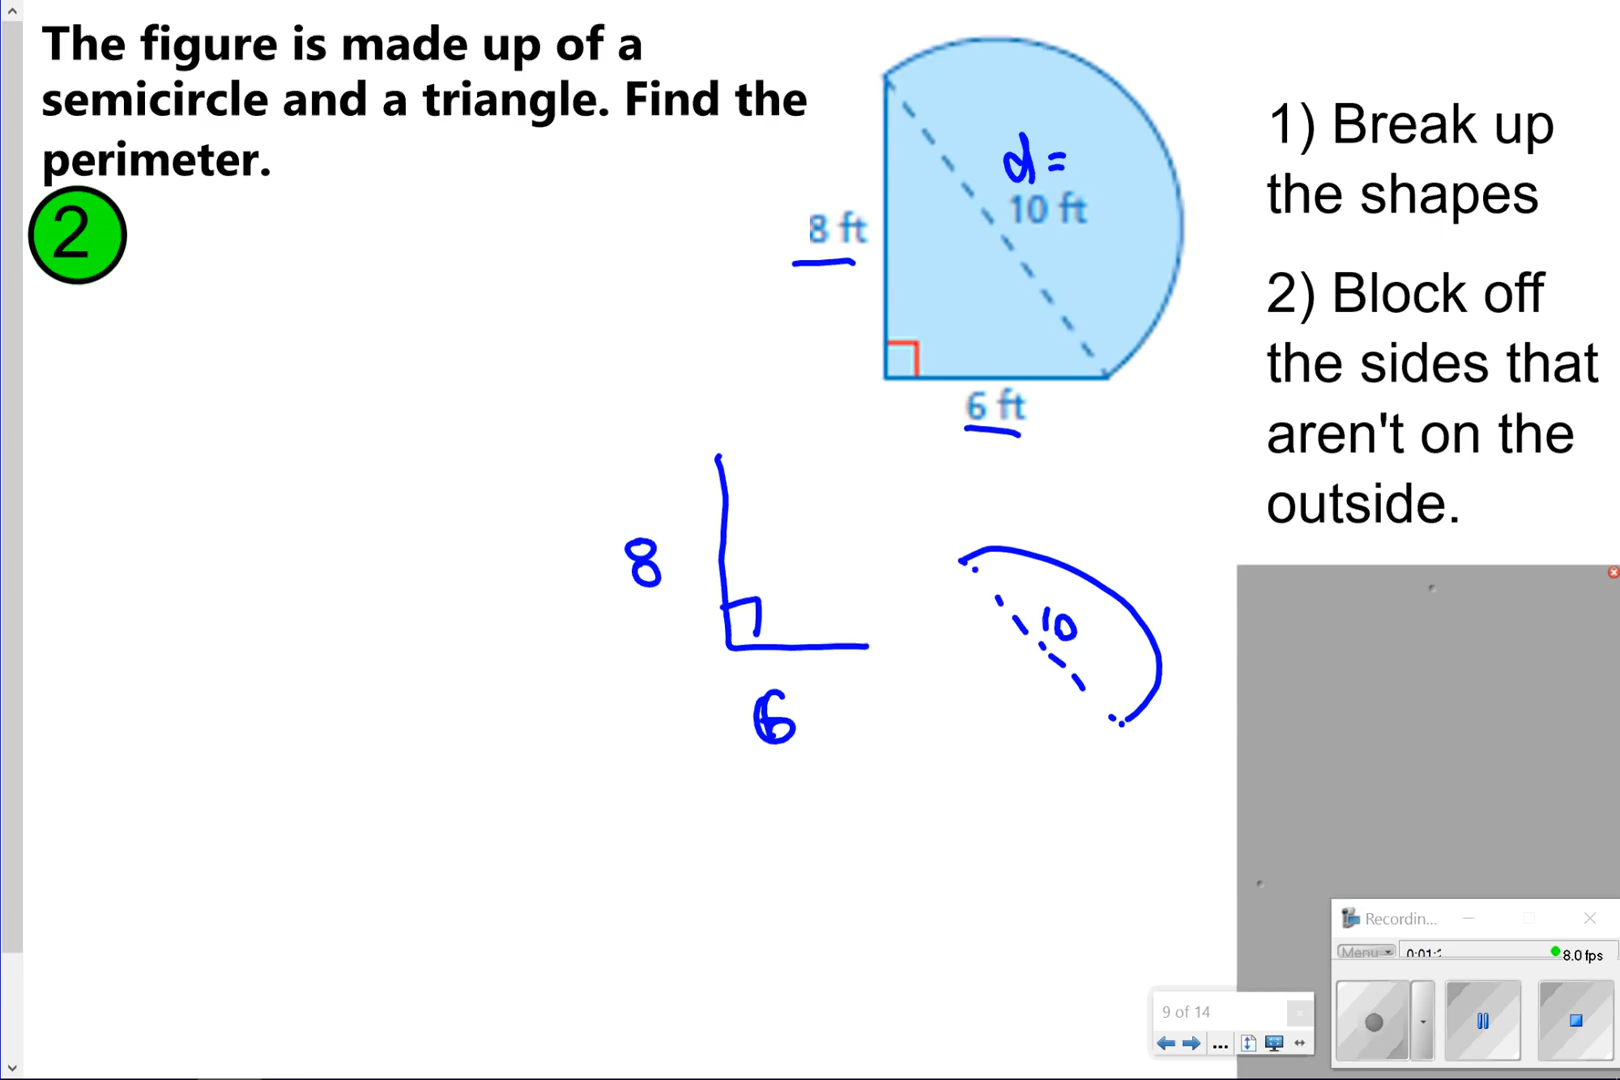 The figure is made up of a
semicircle and a triangle. Find the
perimeter.
2
d =
10 ft
8 ft
6 ft
8
6
10
1) Break up
the shapes
2) Block off
the sides that
aren't on the
outside.
Recordin...
Menu
8.0 fps
9 of 14
...